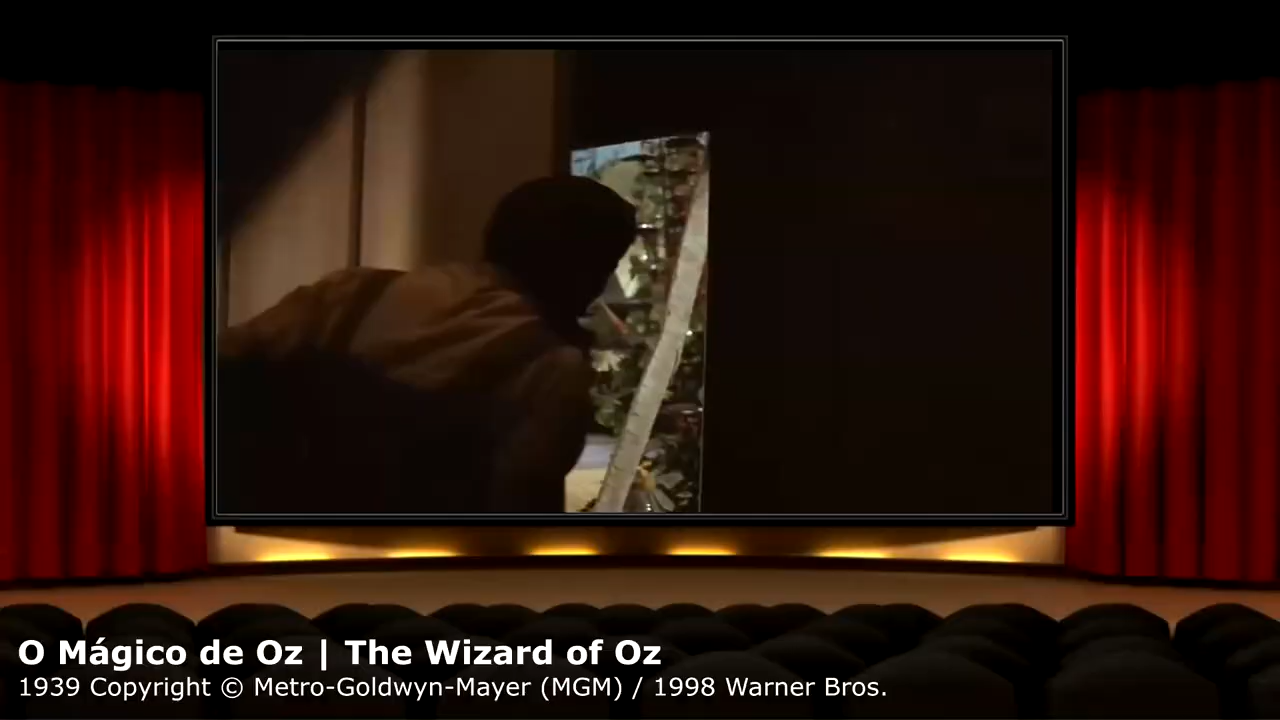 O Mágico de Oz | The Wizard of Oz
1939 Copyright © Metro-Goldwyn-Mayer (MGM) / 1998 Warner Bros.